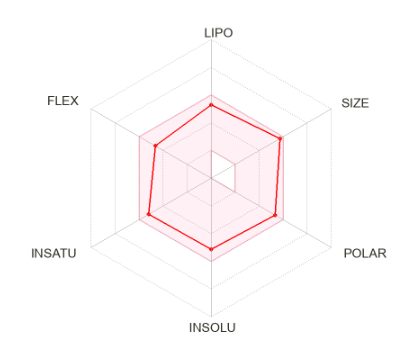 LIPO
FLEX
SIZE
INSATU
POLAR
INSOLU